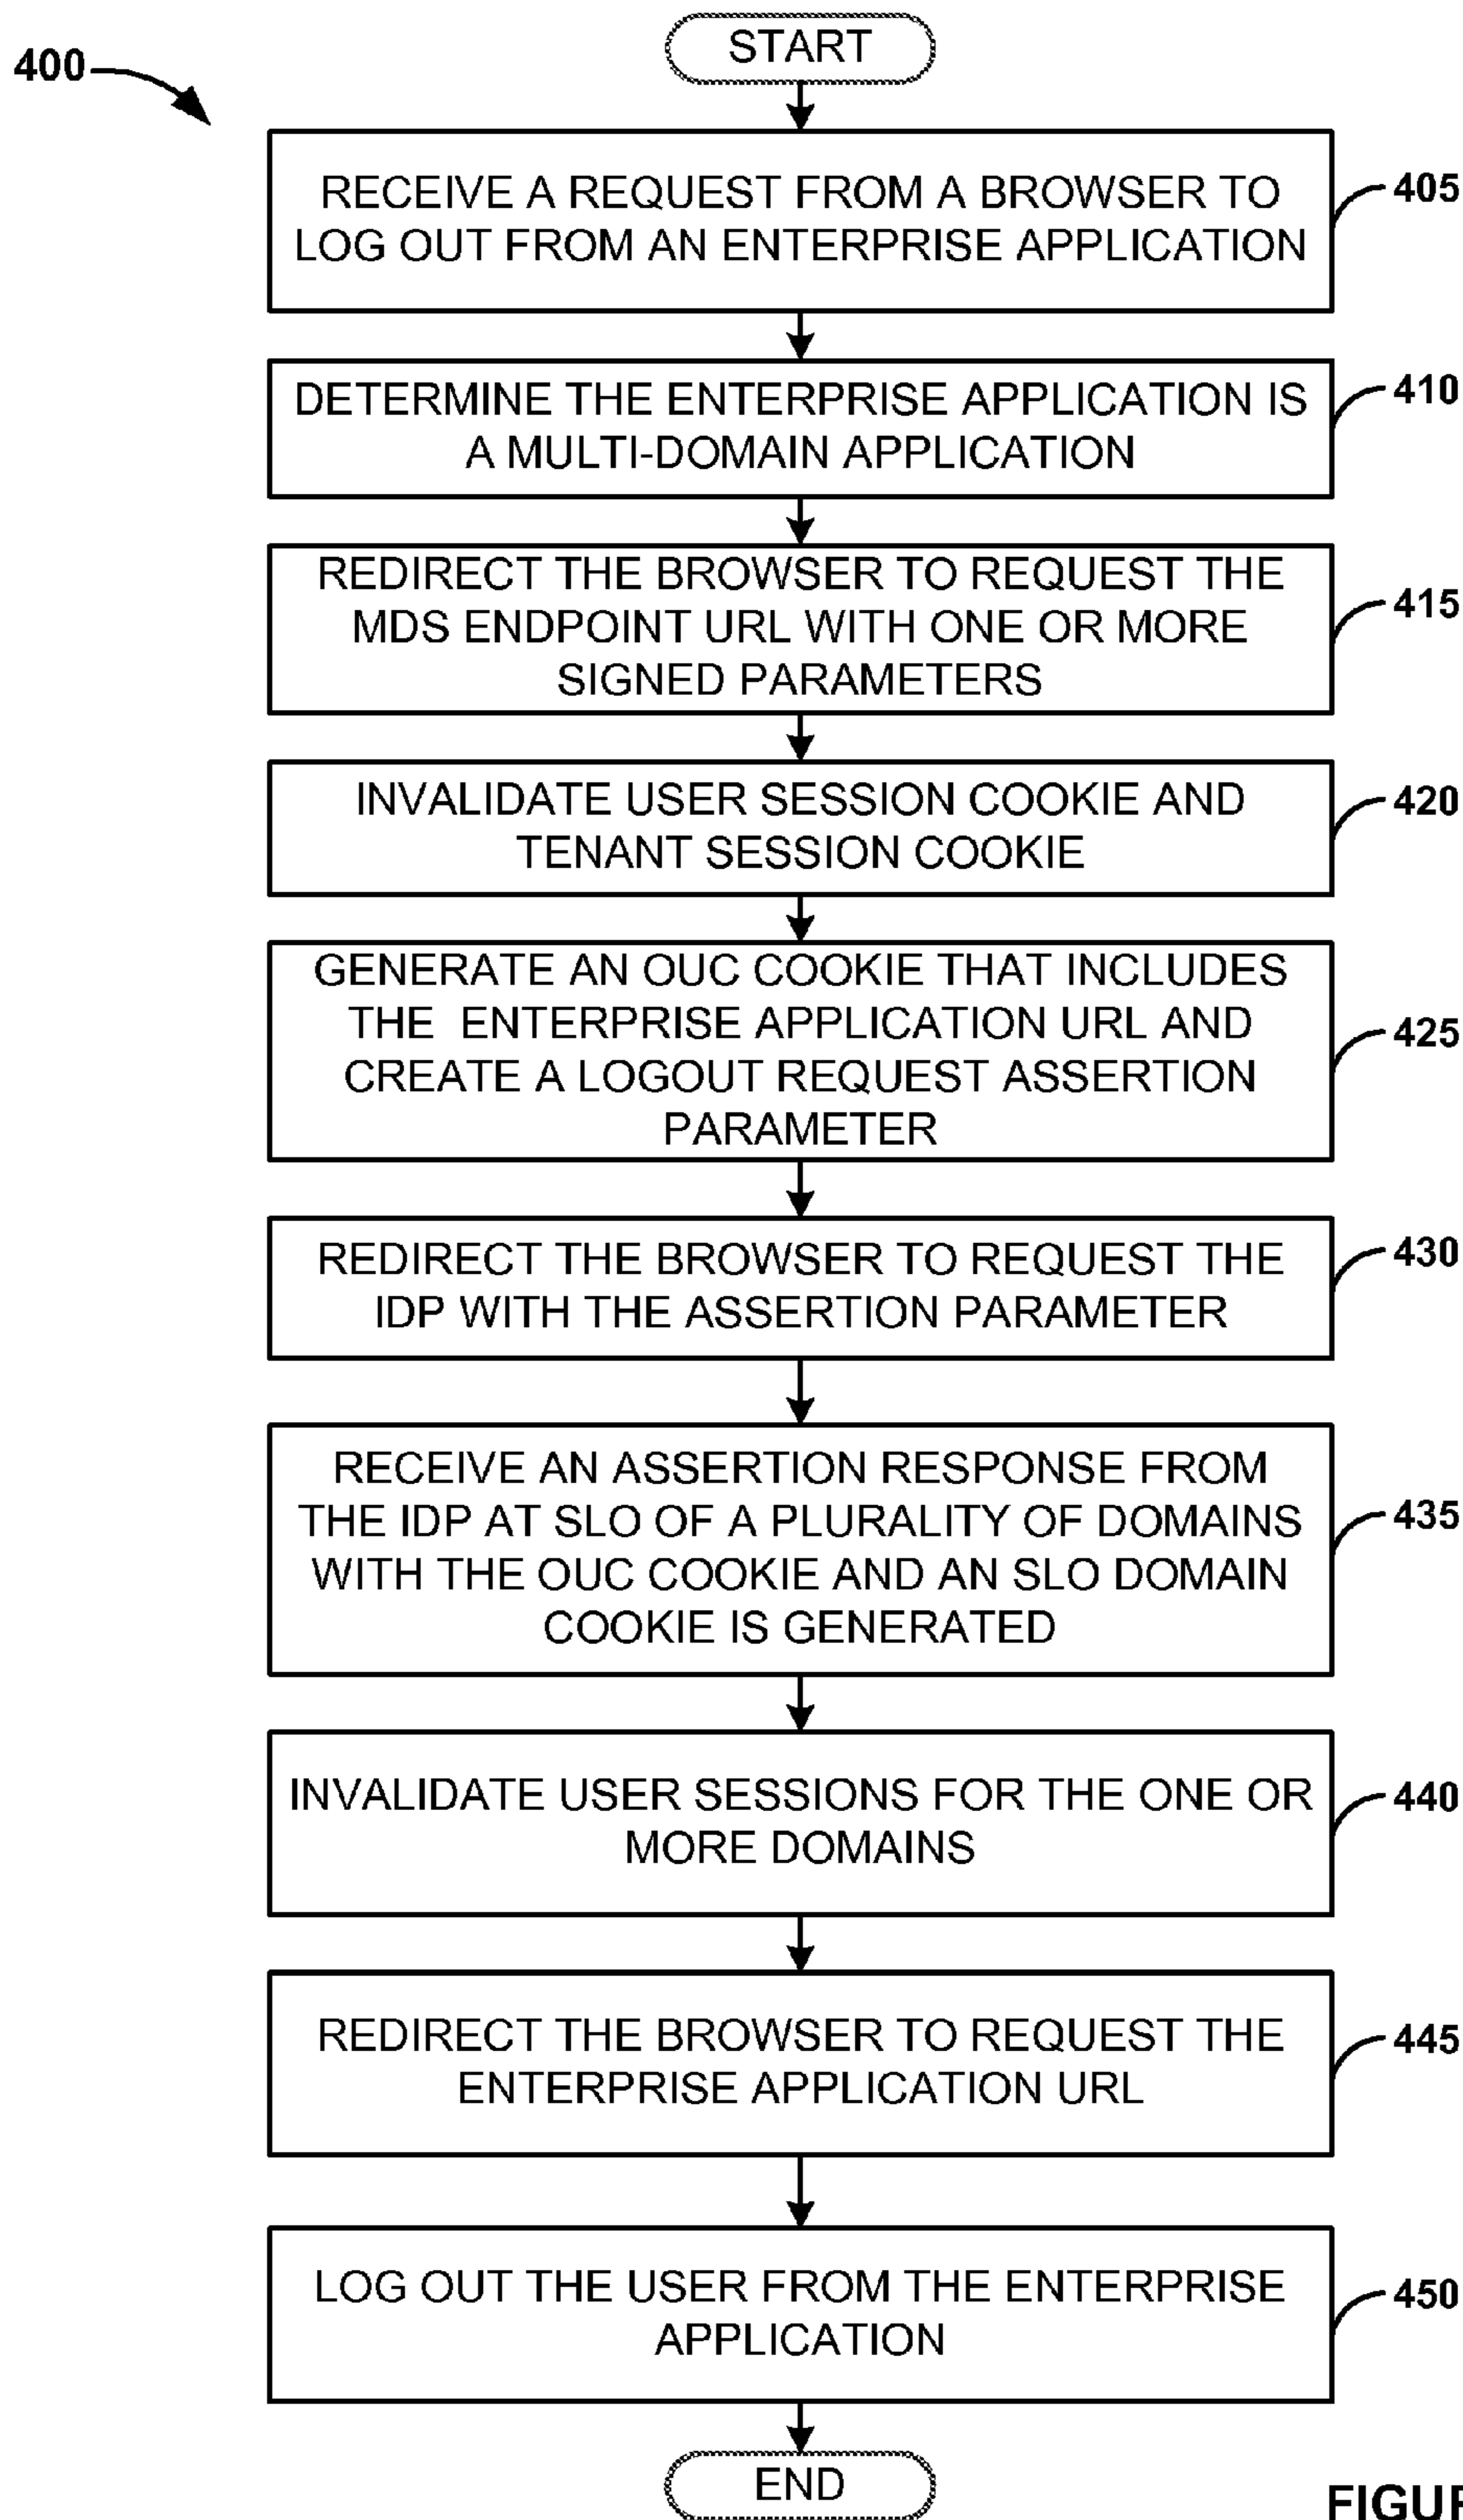 400
START
RECEIVE A REQUEST FROM A BROWSER TO
LOG OUT FROM AN ENTERPRISE APPLICATION
405
DETERMINE THE ENTERPRISE APPLICATION IS
A MULTI-DOMAIN APPLICATION
410
REDIRECT THE BROWSER TO REQUEST THE
MDS ENDPOINT URL WITH ONE OR MORE
SIGNED PARAMETERS
415
INVALIDATE USER SESSION COOKIE AND
TENANT SESSION COOKIE
420
GENERATE AN OUC COOKIE THAT INCLUDES
THE ENTERPRISE APPLICATION URL AND
CREATE A LOGOUT REQUEST ASSERTION
PARAMETER
425
REDIRECT THE BROWSER TO REQUEST THE
IDP WITH THE ASSERTION PARAMETER
430
RECEIVE AN ASSERTION RESPONSE FROM
THE IDP AT SLO OF A PLURALITY OF DOMAINS
WITH THE OUC COOKIE AND AN SLO DOMAIN
COOKIE IS GENERATED
435
INVALIDATE USER SESSIONS FOR THE ONE OR
MORE DOMAINS
440
REDIRECT THE BROWSER TO REQUEST THE
ENTERPRISE APPLICATION URL
445
LOG OUT THE USER FROM THE ENTERPRISE
APPLICATION
450
END